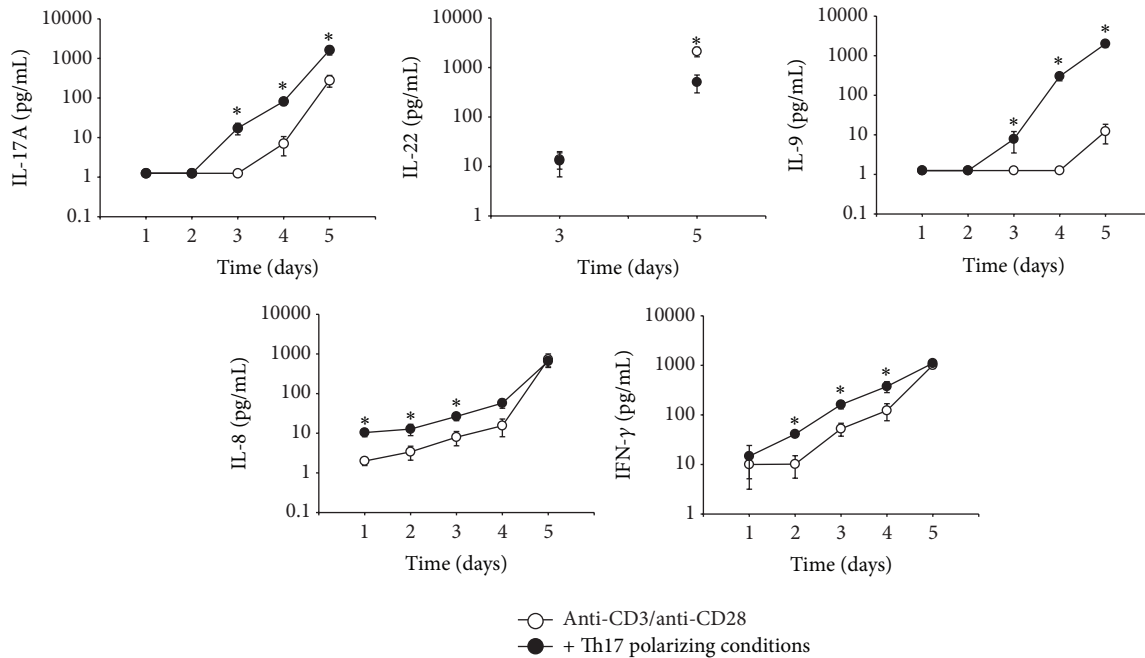 10000
1000
100
10
1
0.1
IL-17A (pg/mL)
*
*
*
1 2 3 4 5
Time (days)
10000
1000
100
10
1
IL-22 (pg/mL)
*
3 5
Time (days)
10000
1000
100
10
1
0.1
IL-9 (pg/mL)
*
*
*
1 2 3 4 5
Time (days)
10000
1000
100
10
1
0.1
IL-8 (pg/mL)
* * *
1 2 3 4 5
Time (days)
10000
1000
100
10
1
IFN-γ (pg/mL)
*
*
*
1 2 3 4 5
Time (days)
Anti-CD3/anti-CD28
+ Th17 polarizing conditions